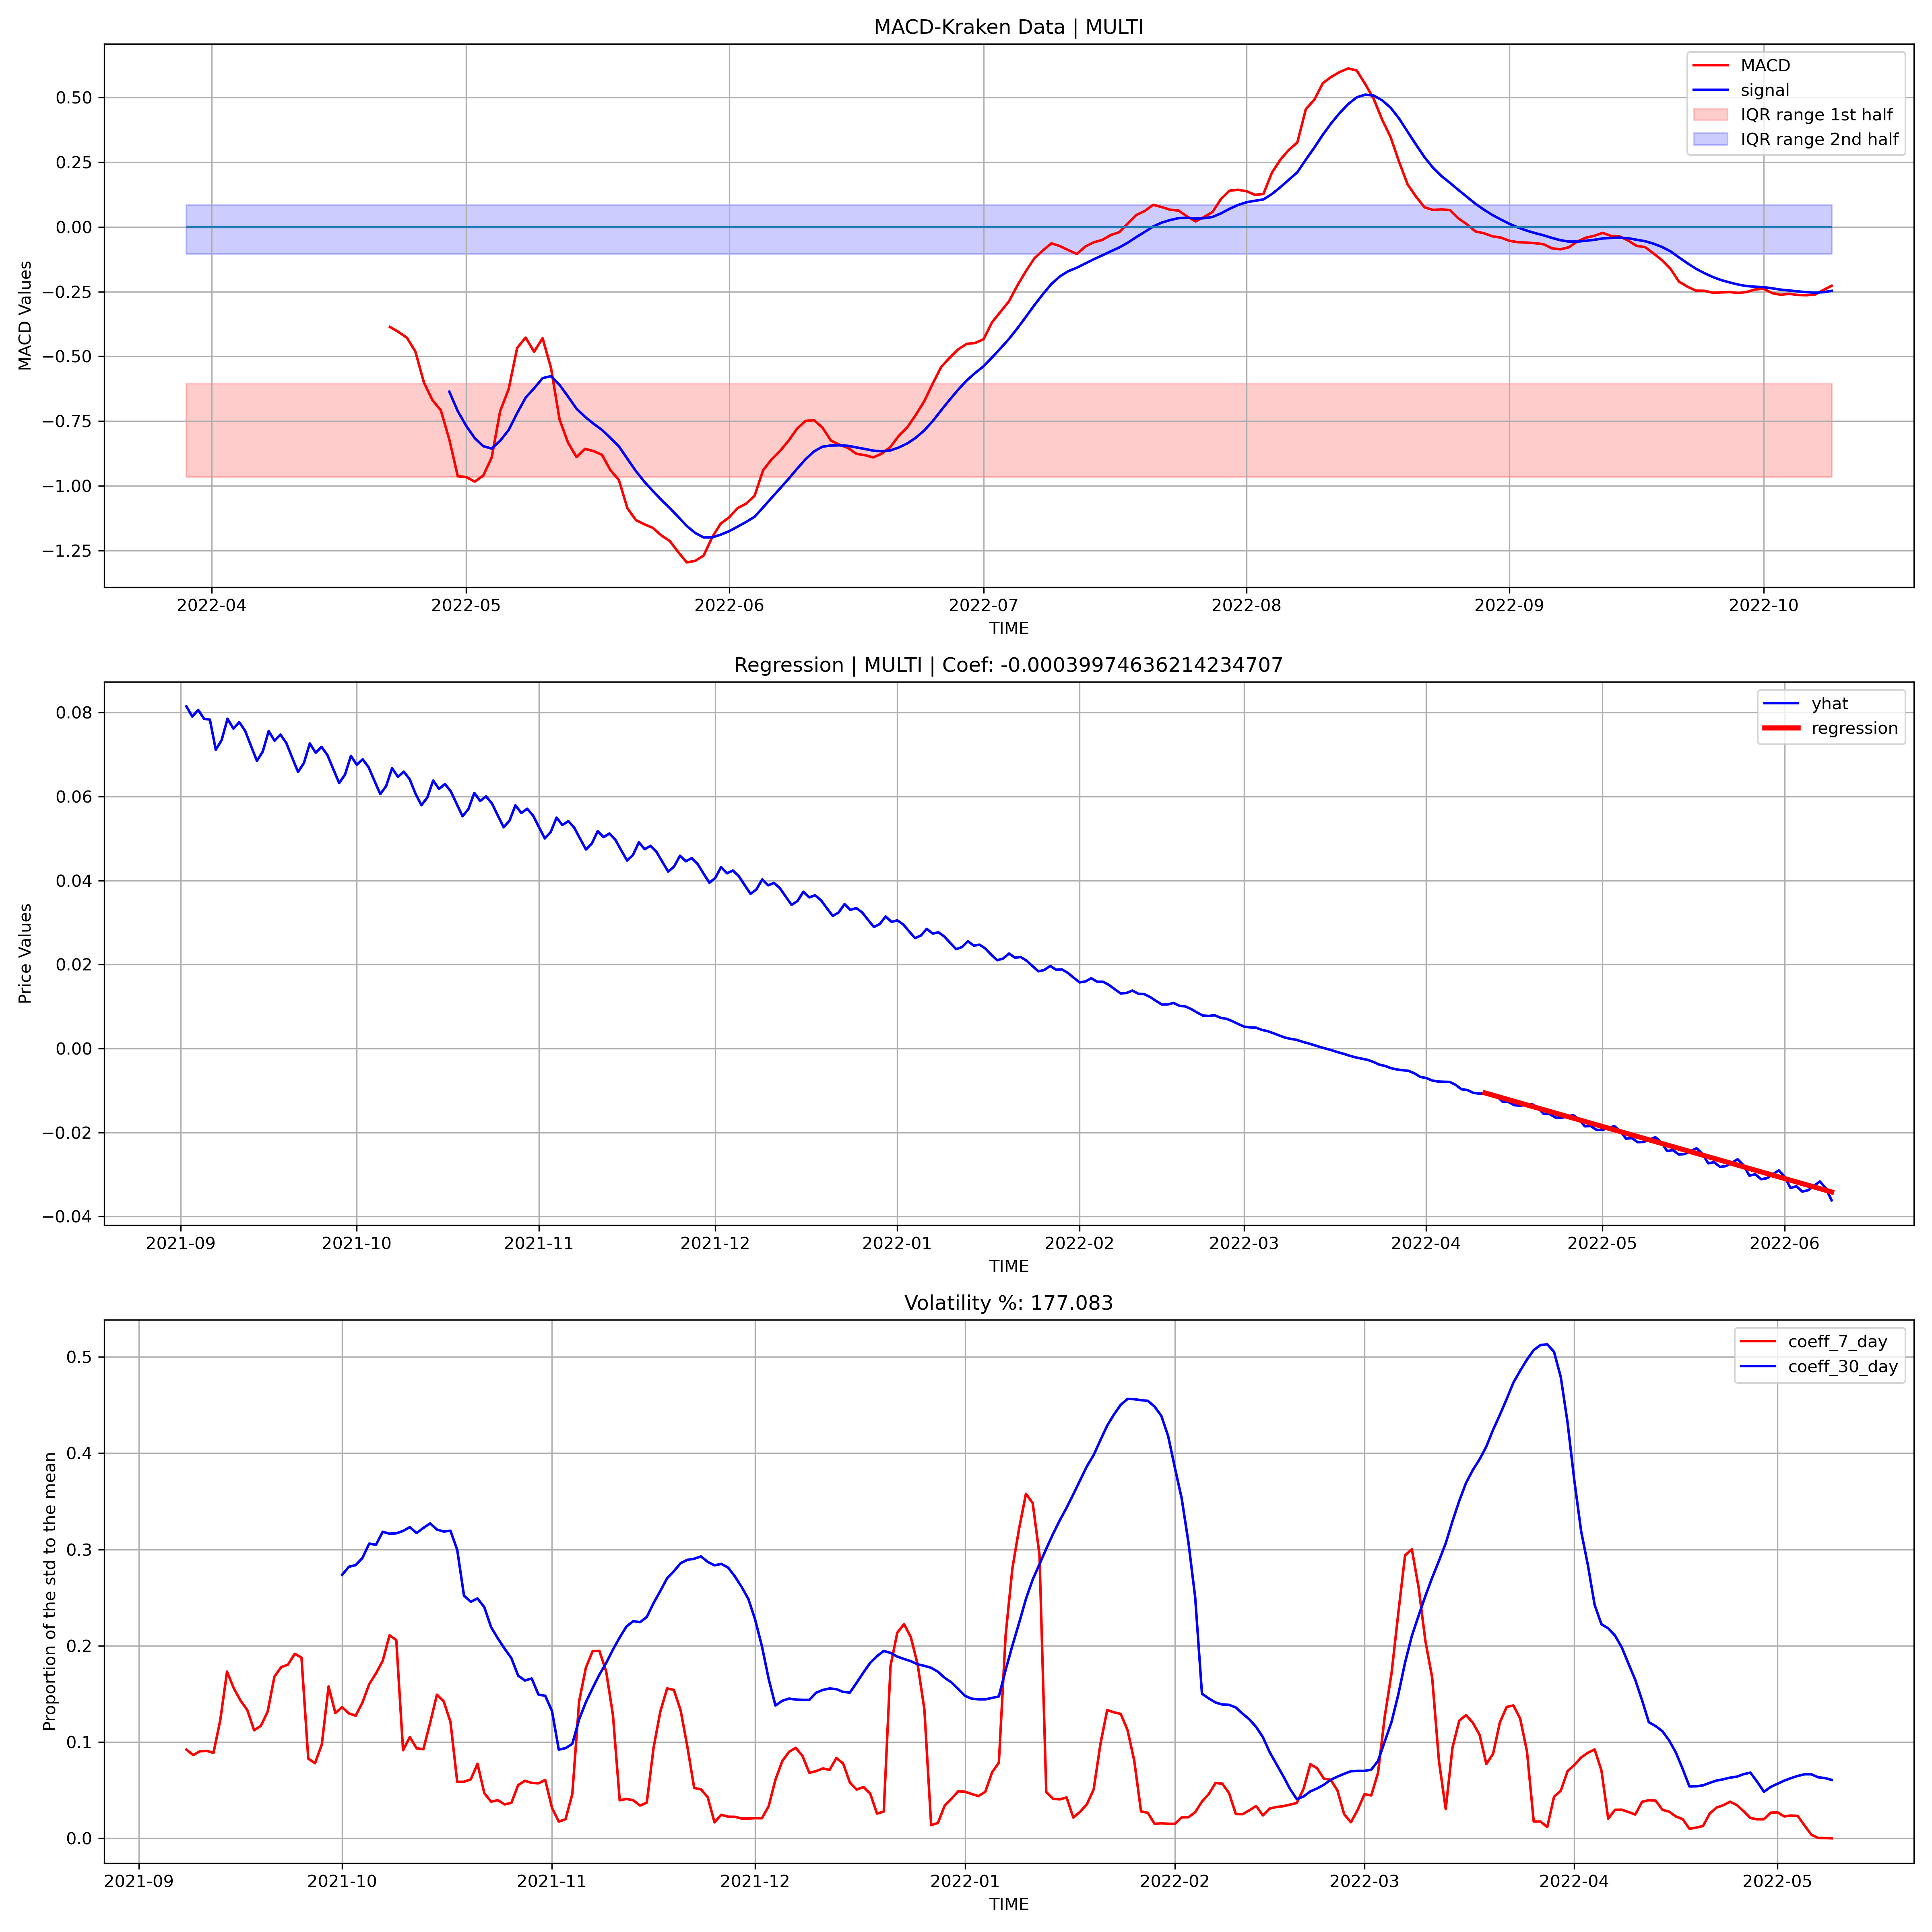 MACD-Kraken Data | MULTI
MACD
signal
IQR range 1st half
IQR range 2nd half
MACD Values
0.50
0.25
0.00
−0.25
−0.50
−0.75
−1.00
−1.25
2022-04 2022-05 2022-06 2022-07 2022-08 2022-09 2022-10
TIME
Regression | MULTI | Coef: -0.00039974636214234707
yhat
regression
Price Values
0.08
0.06
0.04
0.02
0.00
−0.02
−0.04
2021-09 2021-10 2021-11 2021-12 2022-01 2022-02 2022-03 2022-04 2022-05 2022-06
TIME
Volatility %: 177.083
coeff_7_day
coeff_30_day
Proportion of the std to the mean
0.5
0.4
0.3
0.2
0.1
0.0
2021-09 2021-10 2021-11 2021-12 2022-01 2022-02 2022-03 2022-04 2022-05
TIME